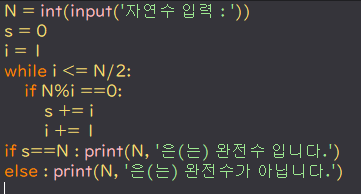 N = int(input('자연수 입력 : '))
s = 0
i = 1
while i <= N/2:
    if N%i ==0:
        s += i
        i += 1
if s==N : print(N, '은(는) 완전수 입니다.')
else : print(N, '은(는) 완전수가 아닙니다.')